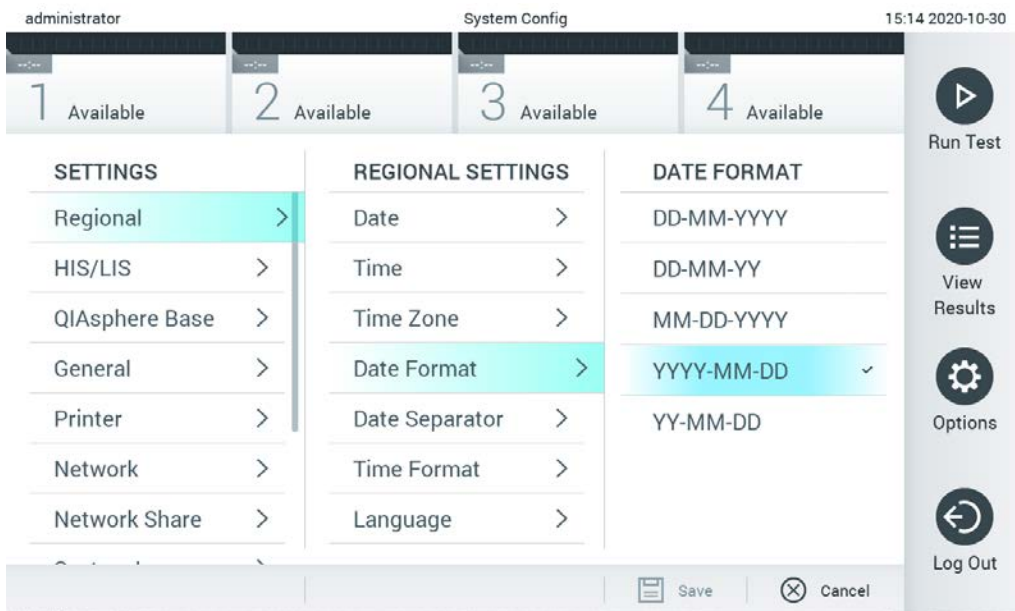 administrator System Config 15:14 2020-10-30
--:-- --:-- --:-- --:--
1 Available 2 Available 3 Available 4 Available
Run Test
View
Results
Options
Log Out
SETTINGS
Regional
HIS/LIS
QIAsphere Base
General
Printer
Network
Network Share
REGIONAL SETTINGS
Date
Time
Time Zone
Date Format
Date Separator
Time Format
Language
DATE FORMAT
DD-MM-YYYY
DD-MM-YY
MM-DD-YYYY
YYYY-MM-DD
YY-MM-DD
Save Cancel